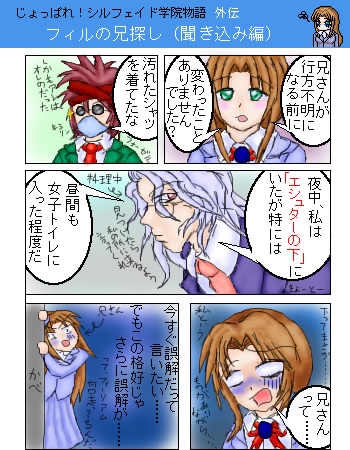 じょっぱれ！シルフェイド学院物語 外伝
フィルの兄探し（聞き込み編）
兄さんが
行方不明に
なる前に
変わったこと
ありません
でした？
汚れたシャツ
を着てたな
夜中、私は
「エシュターの下」に
いたが特には
料理中
昼間も
女子トイレに
入った程度だ
兄さん
って……
今すぐ誤解だって
言いたい……
でもこの格好じゃ
さらに誤解が……
兄さん
かべ